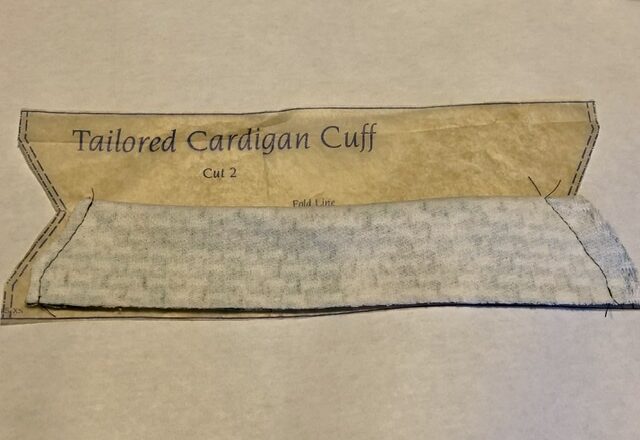 Tailored Cardigan Cuff
Cut 2
Fold Line